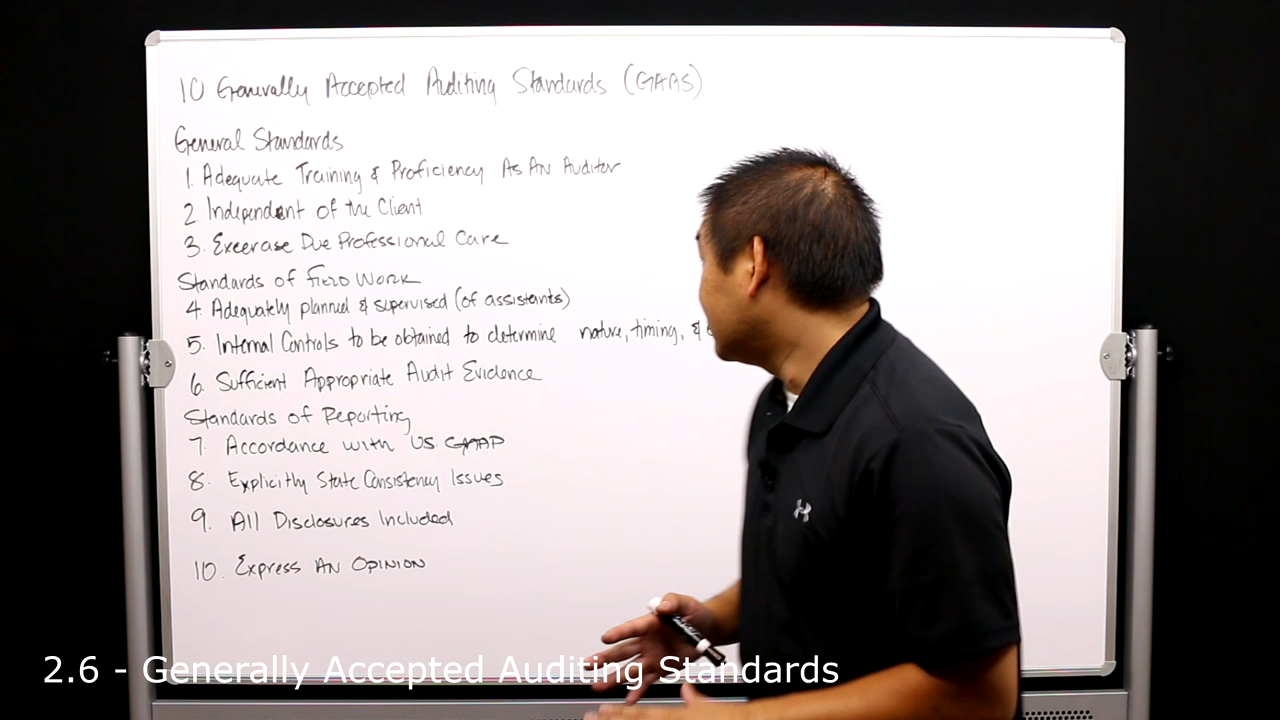 10 Generally Accepted Auditing Standards (GAAS)
General Standards
1. Adequate Training & Proficiency As An Auditor
2. Independent of the Client
3. Excerase Due Professional Care
Standards of Field Work
4. Adequately planned & supervised (of assistants)
5. Internal Controls to be obtained to determine nature, timing, &
6. Sufficient Appropriate Audit Evidence
Standards of Reporting
7. Accordance with US GAAP
8. Explicitly State Consistency Issues
9. All Disclosures Included
10. Express An Opinion
2.6 - Generally Accepted Auditing Standards